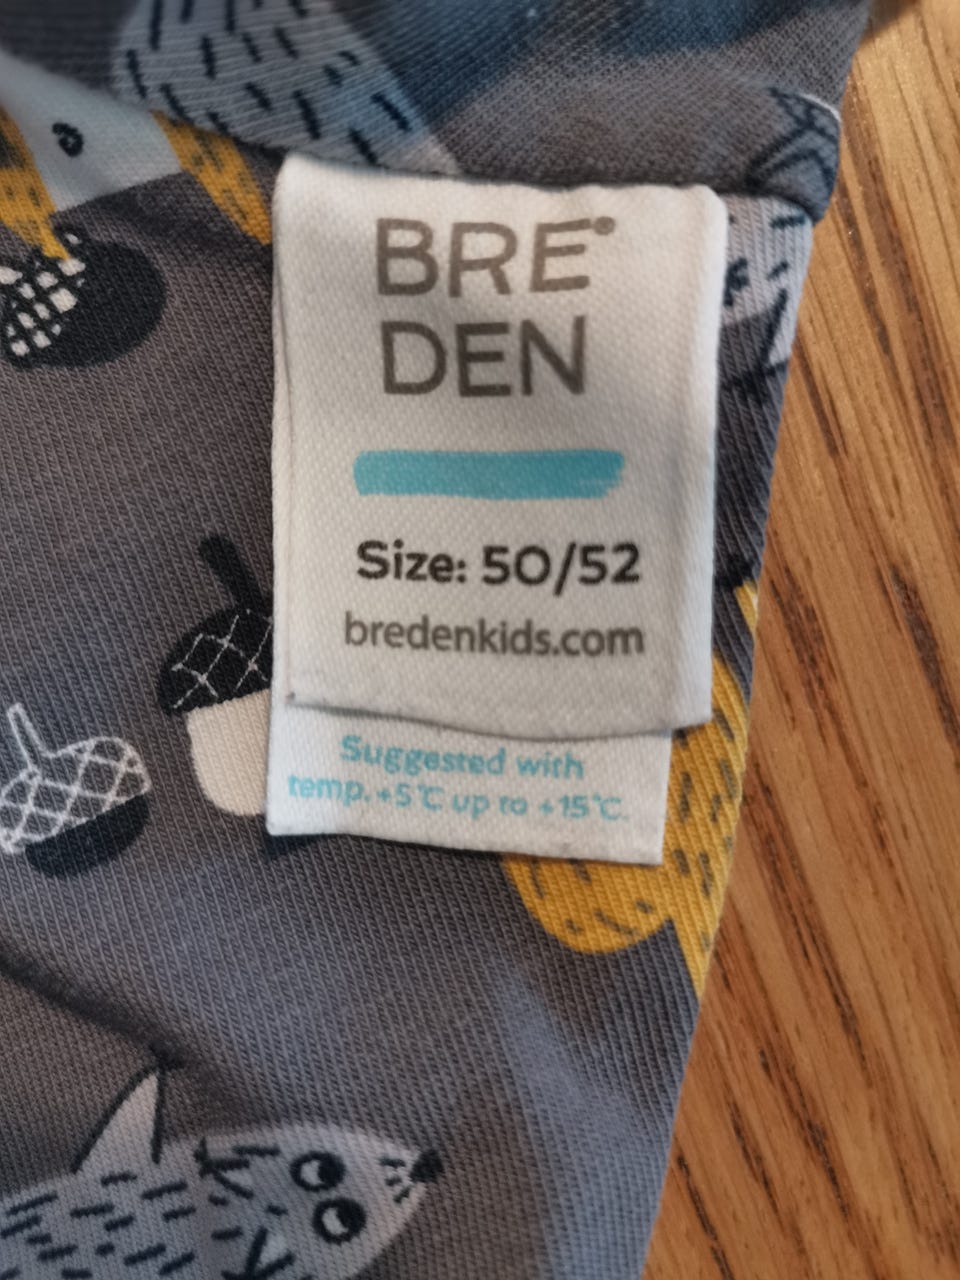 BRE
DEN
Size: 50/52
bredenkids.com
Suggested with
temp. +5°C up to +15°C.